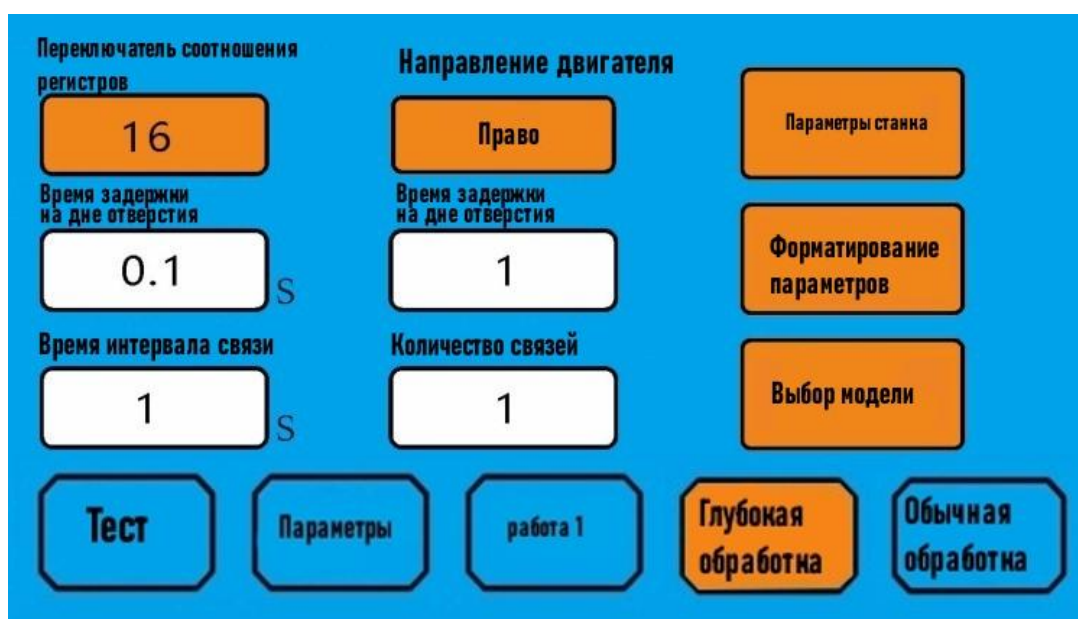 Переключатель соотношения
регистров
16
Направление двигателя
Право
Параметры станка
Время задержки
на дне отверстия
0.1
S
Время задержки
на дне отверстия
1
Форматирование
параметров
Время интервала связи
1
S
Количество связей
1
Выбор модели
Тест
Параметры
работа 1
Глубокая
обработка
Обычная
обработка